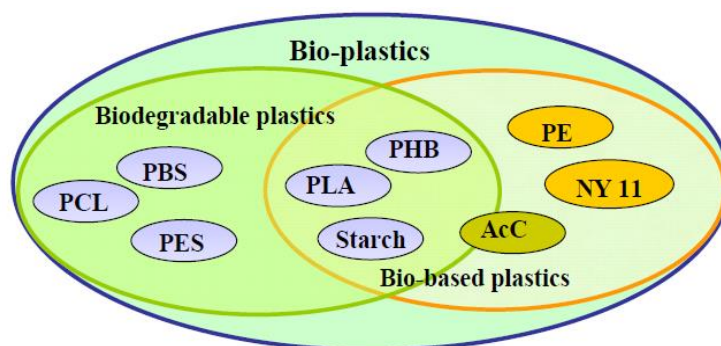 Bio-plastics
Biodegradable plastics
PE
PHB
PBS
PLA
NY 11
PCL
PES
Starch
AcC
Bio-based plastics